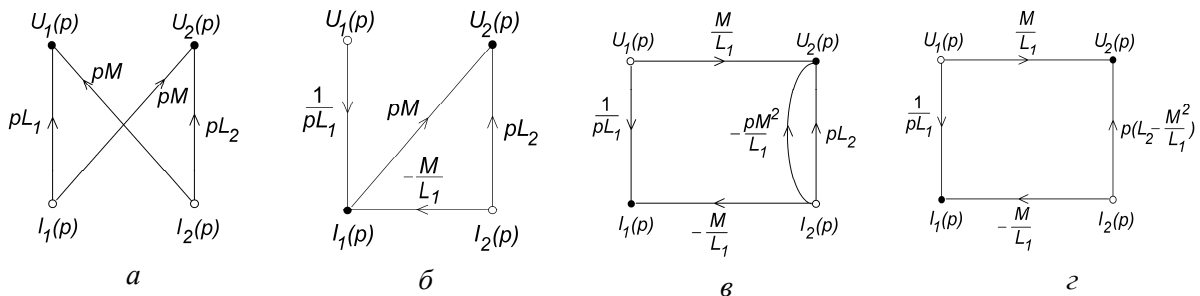 U₁(p) U₂(p)
pM
pM
pL₁
pL₂
I₁(p) I₂(p)
а
U₁(p) U₂(p)
1/pL₁
pM
pL₂
-M/L₁
I₁(p) I₂(p)
б
M/L₁
U₁(p) U₂(p)
1/pL₁
-pM²/L₁
pL₂
I₁(p) I₂(p)
-M/L₁
в
M/L₁
U₁(p) U₂(p)
1/pL₁
p(L₂-M²/L₁)
I₁(p) I₂(p)
-M/L₁
г